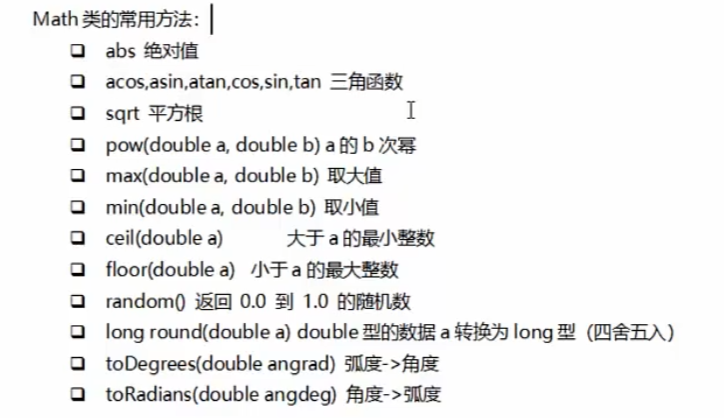 Math 类的常用方法：
❑ abs 绝对值
❑ acos,asin,atan,cos,sin,tan 三角函数
❑ sqrt 平方根
❑ pow(double a, double b) a 的 b 次幂
❑ max(double a, double b) 取大值
❑ min(double a, double b) 取小值
❑ ceil(double a) 大于 a 的最小整数
❑ floor(double a) 小于 a 的最大整数
❑ random() 返回 0.0 到 1.0 的随机数
❑ long round(double a) double 型的数据 a 转换为 long 型（四舍五入）
❑ toDegrees(double angrad) 弧度->角度
❑ toRadians(double angdeg) 角度->弧度